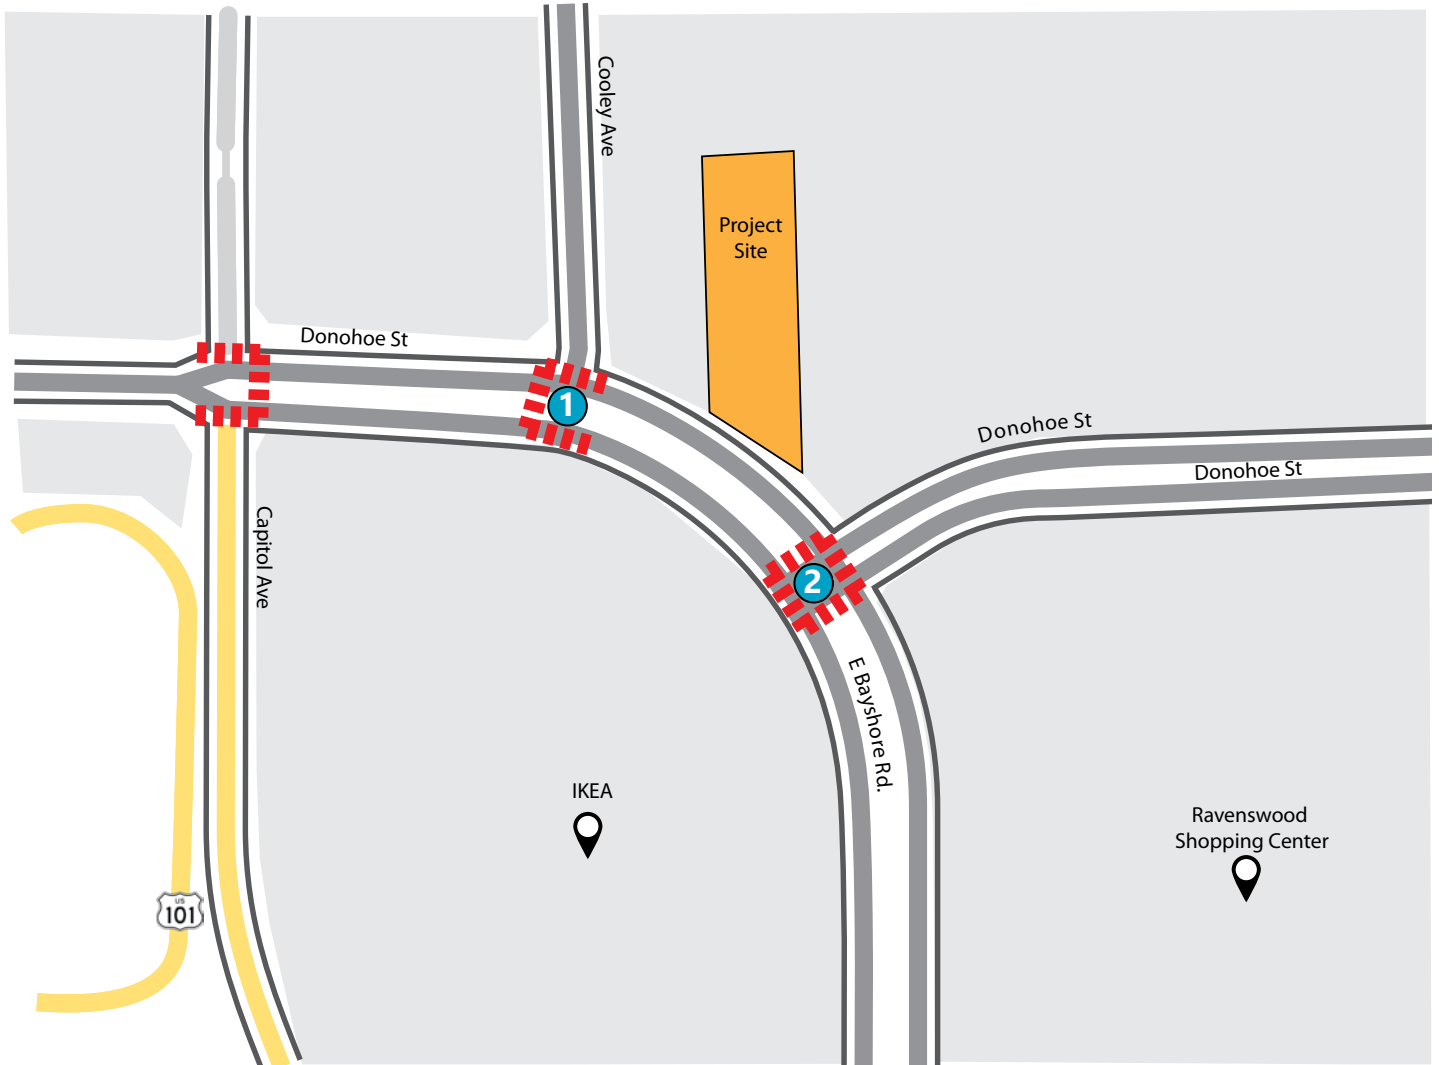 Cooley Ave
Project
Site
Donohoe St
1
Donohoe St
Donohoe St
Capitol Ave
2
E Bayshore Rd.
IKEA
Ravenswood
Shopping Center
US
101